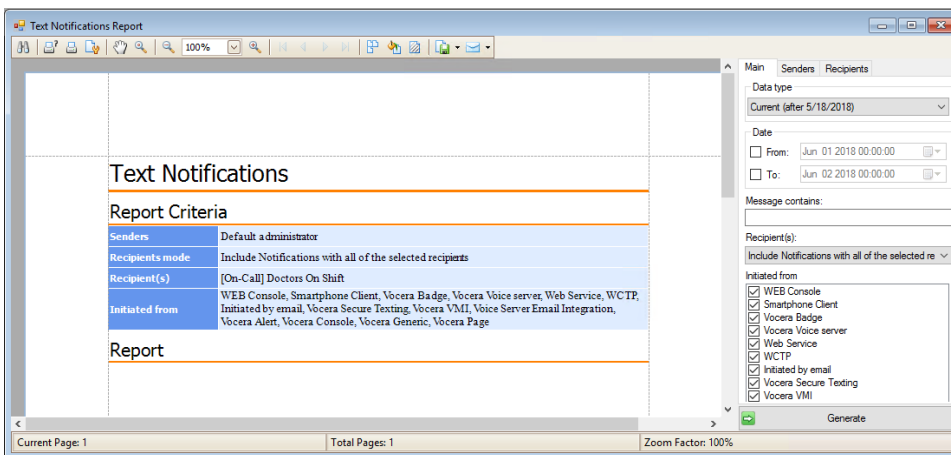 Text Notifications Report
100%
Text Notifications
Report Criteria
Senders Default administrator
Recipients mode Include Notifications with all of the selected recipients
Recipient(s) [On-Call] Doctors On Shift
Initiated from WEB Console, Smartphone Client, Vocera Badge, Vocera Voice server, Web Service, WCTP,
Initiated by email, Vocera Secure Texting, Vocera VMI, Voice Server Email Integration,
Vocera Alert, Vocera Console, Vocera Generic, Vocera Page
Report
Main Senders Recipients
Data type
Current (after 5/18/2018)
Date
From: Jun 01 2018 00:00:00
To: Jun 02 2018 00:00:00
Message contains:
Recipient(s):
Include Notifications with all of the selected re
Initiated from
WEB Console
Smartphone Client
Vocera Badge
Vocera Voice server
Web Service
WCTP
Initiated by email
Vocera Secure Texting
Vocera VMI
Generate
Current Page: 1 Total Pages: 1 Zoom Factor: 100%